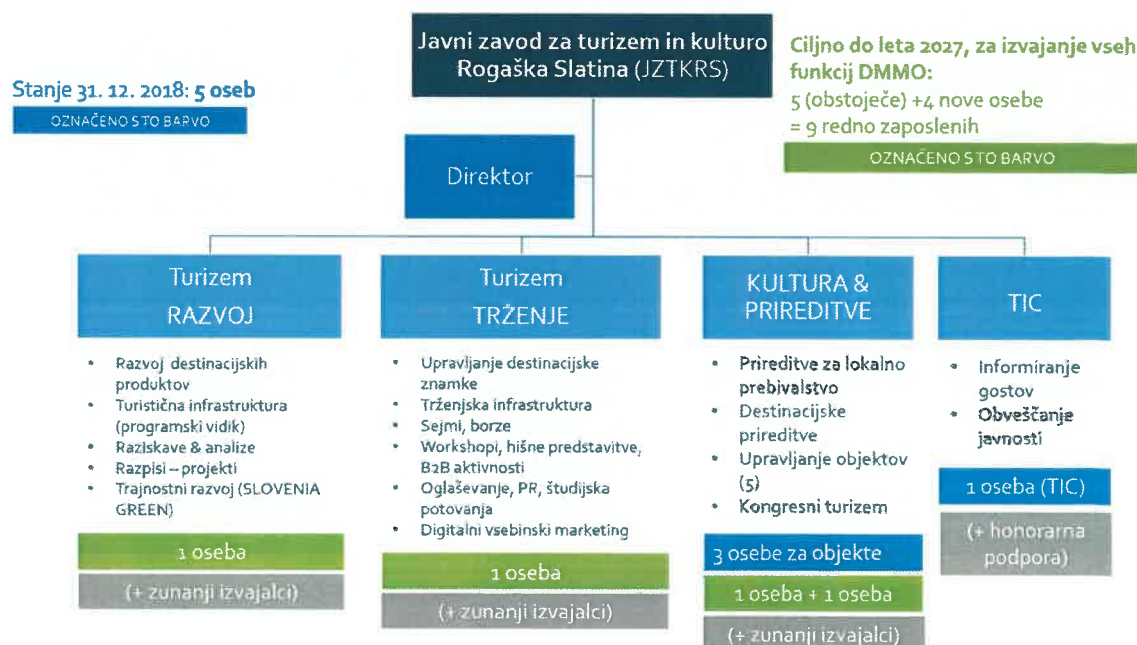 Javni zavod za turizem in kulturo
Rogaška Slatina (JZTKRS)
Stanje 31. 12. 2018: 5 oseb
OZNAČENO S TO BARVO
Ciljno do leta 2027, za izvajanje vseh
funkcij DMMO:
5 (obstoječe) +4 nove osebe
= 9 redno zaposlenih
OZNAČENO S TO BARVO
Direktor
Turizem
RAZVOJ
• Razvoj destinacijskih
produktov
• Turistična infrastruktura
(programski vidik)
• Raziskave & analize
• Razpisi – projekti
• Trajnostni razvoj (SLOVENIA
GREEN)
1 oseba
(+ zunanji izvajalci)
Turizem
TRŽENJE
• Upravljanje destinacijske
znamke
• Trženjska infrastruktura
• Sejmi, borze
• Workshopi, hišne predstavitve,
B2B aktivnosti
• Oglaševanje, PR, študijska
potovanja
• Digitalni vsebinski marketing
1 oseba
(+ zunanji izvajalci)
KULTURA &
PRIREDITVE
• Prireditve za lokalno
prebivalstvo
• Destinacijske
prireditve
• Upravljanje objektov
(5)
• Kongresni turizem
3 osebe za objekte
1 oseba + 1 oseba
(+ zunanji izvajalci)
TIC
• Informiranje
gostov
• Obveščanje
javnosti
1 oseba (TIC)
(+ honorarna
podpora)